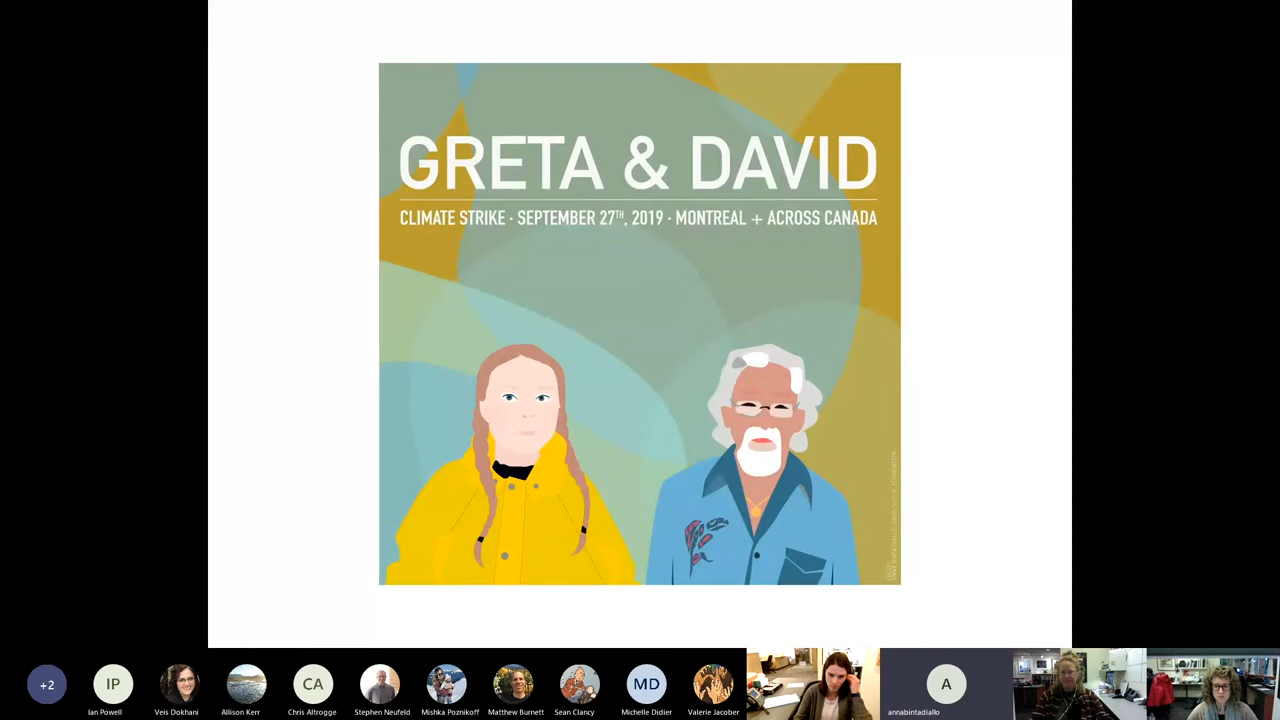 GRETA & DAVID
CLIMATE STRIKE · SEPTEMBER 27TH, 2019 · MONTREAL + ACROSS CANADA
+2
IP
CA
MD
A
Ian Powell
Veis Dokhani
Allison Kerr
Chris Altrogge
Stephen Neufeld
Mishka Poznikoff
Matthew Burnett
Sean Clancy
Michelle Didier
Valerie Jacober
annabintadiallo